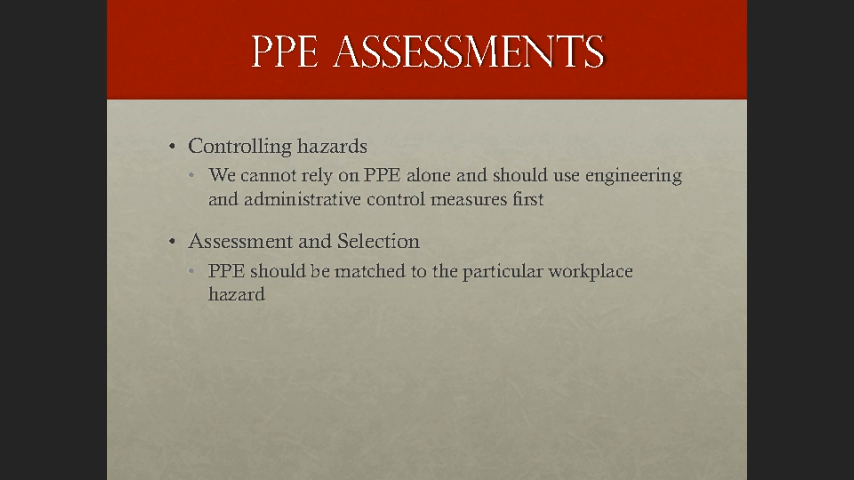 PPE ASSESSMENTS
• Controlling hazards
• We cannot rely on PPE alone and should use engineering
and administrative control measures first
• Assessment and Selection
• PPE should be matched to the particular workplace
hazard